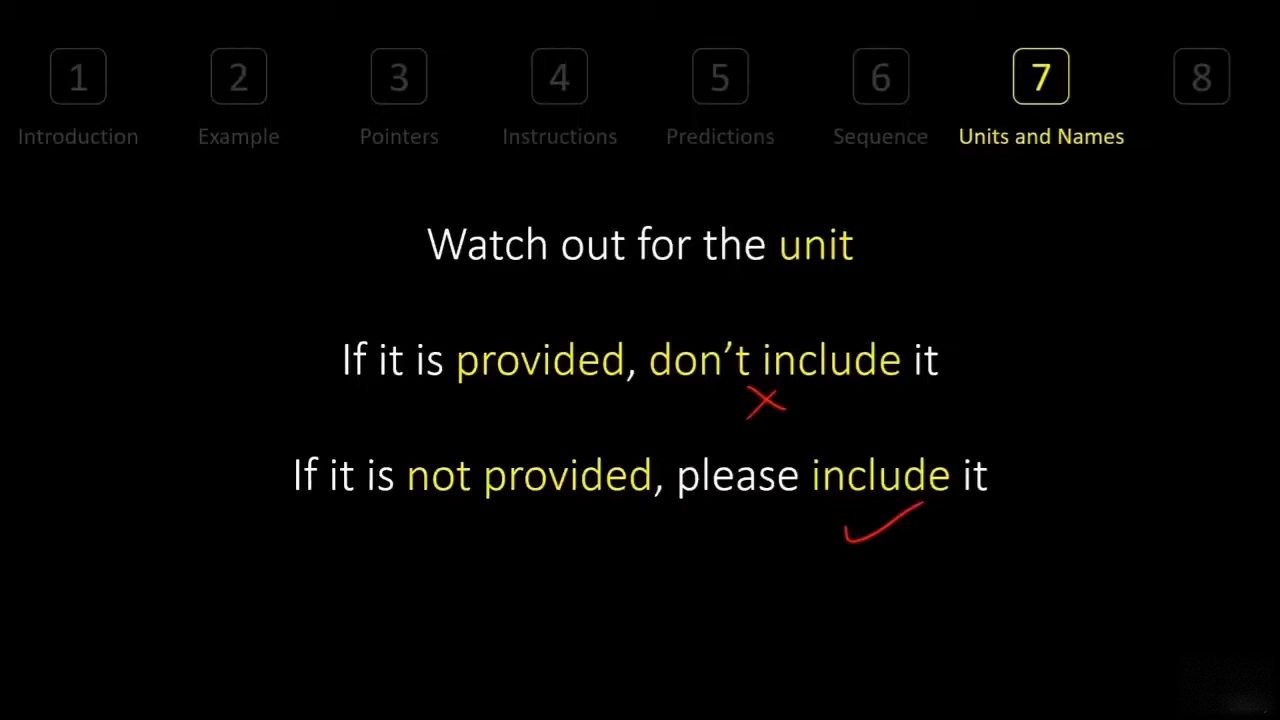 1 2 3 4 5 6 7 8
Introduction Example Pointers Instructions Predictions Sequence Units and Names
Watch out for the unit
If it is provided, don’t include it
If it is not provided, please include it